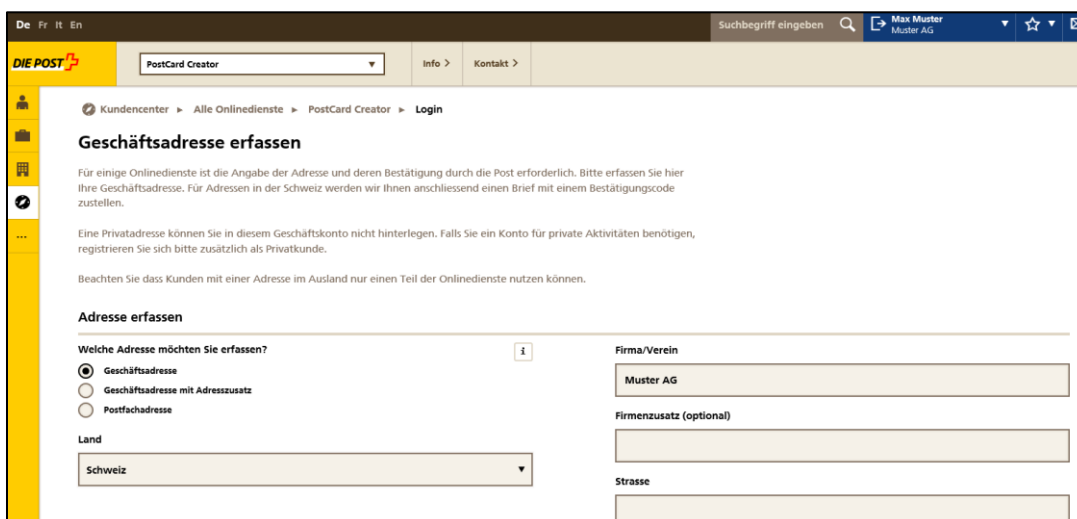 De Fr It En
Suchbegriff eingeben
Max Muster
Muster AG
DIE POST
PostCard Creator
Info >
Kontakt >
Kundencenter ► Alle Onlinedienste ► PostCard Creator ► Login
Geschäftsadresse erfassen
Für einige Onlinedienste ist die Angabe der Adresse und deren Bestätigung durch die Post erforderlich. Bitte erfassen Sie hier
Ihre Geschäftsadresse. Für Adressen in der Schweiz werden wir Ihnen anschliessend einen Brief mit einem Bestätigungscode
zustellen.
Eine Privatadresse können Sie in diesem Geschäftskonto nicht hinterlegen. Falls Sie ein Konto für private Aktivitäten benötigen,
registrieren Sie sich bitte zusätzlich als Privatkunde.
Beachten Sie dass Kunden mit einer Adresse im Ausland nur einen Teil der Onlinedienste nutzen können.
Adresse erfassen
Welche Adresse möchten Sie erfassen?
i
Geschäftsadresse
Geschäftsadresse mit Adresszusatz
Postfachadresse
Land
Schweiz
Firma/Verein
Muster AG
Firmenzusatz (optional)
Strasse